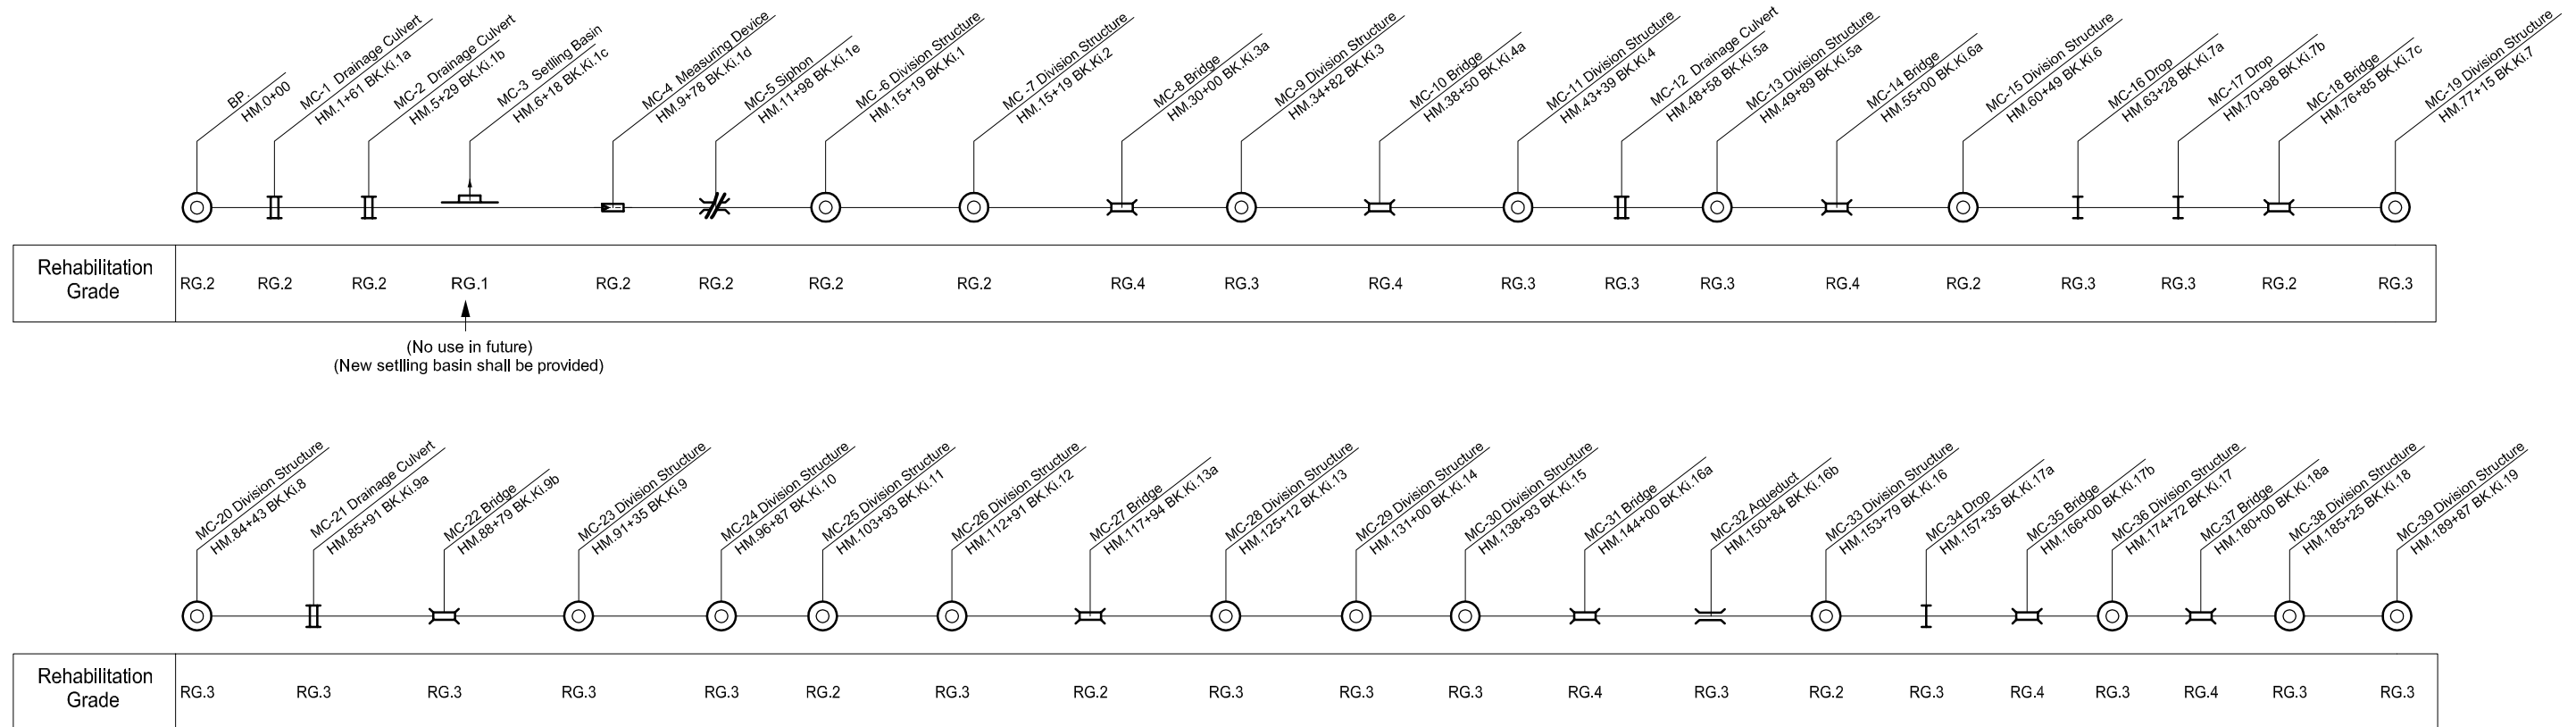 BP.
HM.0+00
MC-1 Drainage Culvert
HM.1+61 BK.Ki.1a
MC-2 Drainage Culvert
HM.5+29 BK.Ki.1b
MC-3 Setlling Basin
HM.6+18 BK.Ki.1c
MC-4 Measuring Device
HM.9+78 BK.Ki.1d
MC-5 Siphon
HM.11+98 BK.Ki.1e
MC.-6 Division Structure
HM.15+19 BK.Ki.1
MC.-7 Division Structure
HM.15+19 BK.Ki.2
MC-8 Bridge
HM.30+00 BK.Ki.3a
MC-9 Division Structure
HM.34+82 BK.Ki.3
MC-10 Bridge
HM.38+50 BK.Ki.4a
MC-11 Division Structure
HM.43+39 BK.Ki.4
MC-12 Drainage Culvert
HM.48+58 BK.Ki.5a
MC-13 Division Structure
HM.49+89 BK.Ki.5a
MC-14 Bridge
HM.55+00 BK.Ki.6a
MC-15 Division Structure
HM.60+49 BK.Ki.6
MC-16 Drop
HM.63+28 BK.Ki.7a
MC-17 Drop
HM.70+98 BK.Ki.7b
MC-18 Bridge
HM.76+85 BK.Ki.7c
MC-19 Division Structure
HM.77+15 BK.Ki.7
Rehabilitation
Grade
RG.2 RG.2 RG.2 RG.1 RG.2 RG.2 RG.2 RG.2 RG.4 RG.3 RG.4 RG.3 RG.3 RG.3 RG.4 RG.2 RG.3 RG.3 RG.2 RG.3
(No use in future)
(New setlling basin shall be provided)
MC-20 Division Structure
HM.84+43 BK.Ki.8
MC-21 Drainage Culvert
HM.85+91 BK.Ki.9a
MC-22 Bridge
HM.88+79 BK.Ki.9b
MC-23 Division Structure
HM.91+35 BK.Ki.9
MC-24 Division Structure
HM.96+87 BK.Ki.10
MC-25 Division Structure
HM.103+93 BK.Ki.11
MC-26 Division Structure
HM.112+91 BK.Ki.12
MC-27 Bridge
HM.117+94 BK.Ki.13a
MC-28 Division Structure
HM.125+12 BK.Ki.13
MC-29 Division Structure
HM.131+00 BK.Ki.14
MC-30 Division Structure
HM.138+93 BK.Ki.15
MC-31 Bridge
HM.144+00 BK.Ki.16a
MC-32 Aqueduct
HM.150+84 BK.Ki.16b
MC-33 Division Structure
HM.153+79 BK.Ki.16
MC-34 Drop
HM.157+35 BK.Ki.17a
MC-35 Bridge
HM.166+00 BK.Ki.17b
MC-36 Division Structure
HM.174+72 BK.Ki.17
MC-37 Bridge
HM.180+00 BK.Ki.18a
MC-38 Division Structure
HM.185+25 BK.Ki.18
MC-39 Division Structure
HM.189+87 BK.Ki.19
Rehabilitation
Grade
RG.3 RG.3 RG.3 RG.3 RG.3 RG.2 RG.3 RG.2 RG.3 RG.3 RG.3 RG.4 RG.3 RG.2 RG.3 RG.4 RG.3 RG.4 RG.3 RG.3